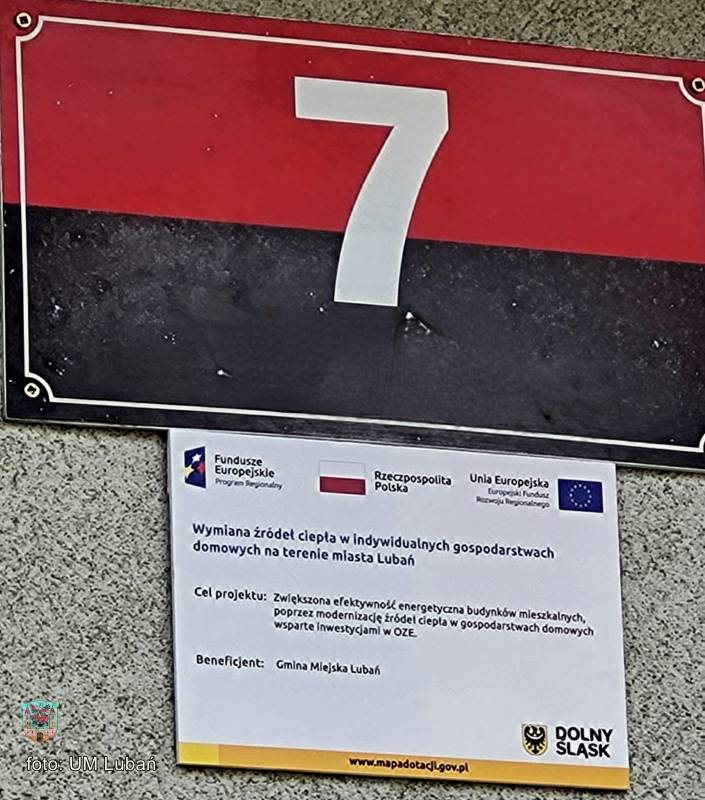 7
Fundusze
Europejskie
Program Regionalny
Rzeczpospolita
Polska
Unia Europejska
Europejski Fundusz
Rozwoju Regionalnego
Wymiana źródeł ciepła w indywidualnych gospodarstwach
domowych na terenie miasta Lubań
Cel projektu: Zwiększona efektywność energetyczna budynków mieszkalnych,
poprzez modernizację źródeł ciepła w gospodarstwach domowych
wsparte inwestycjami w OZE.
Beneficjent: Gmina Miejska Lubań
DOLNY
ŚLĄSK
www.mapadotacji.gov.pl
foto: UM Lubań